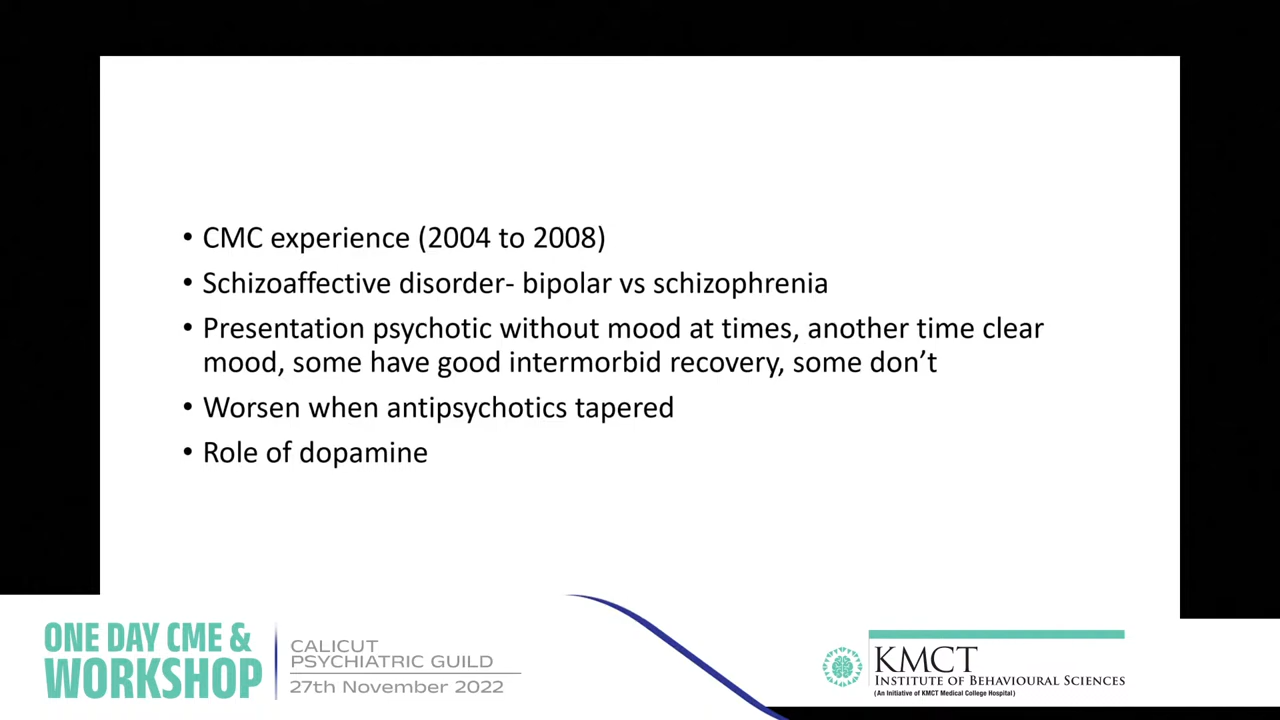 • CMC experience (2004 to 2008)
• Schizoaffective disorder- bipolar vs schizophrenia
• Presentation psychotic without mood at times, another time clear
mood, some have good intermorbid recovery, some don’t
• Worsen when antipsychotics tapered
• Role of dopamine
ONE DAY CME &
WORKSHOP
CALICUT
PSYCHIATRIC GUILD
27th November 2022
KMCT
INSTITUTE OF BEHAVIOURAL SCIENCES
(An Initiative of KMCT Medical College Hospital)